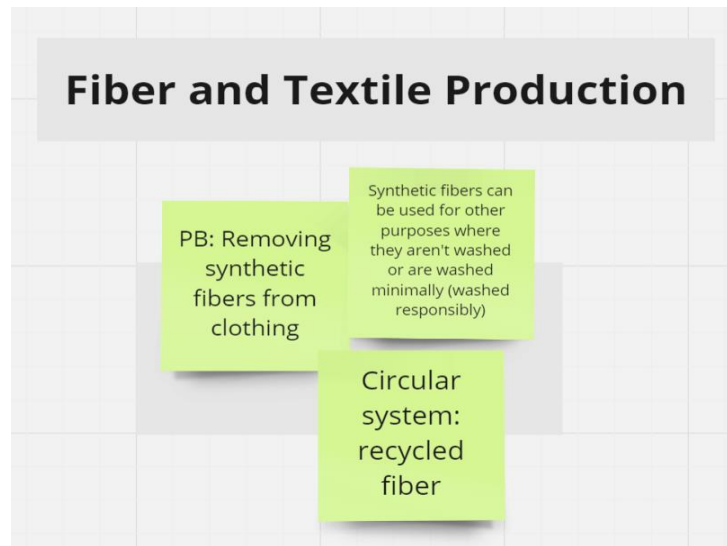 Fiber and Textile Production
PB: Removing
synthetic
fibers from
clothing
Synthetic fibers can
be used for other
purposes where
they aren't washed
or are washed
minimally (washed
responsibly)
Circular
system:
recycled
fiber